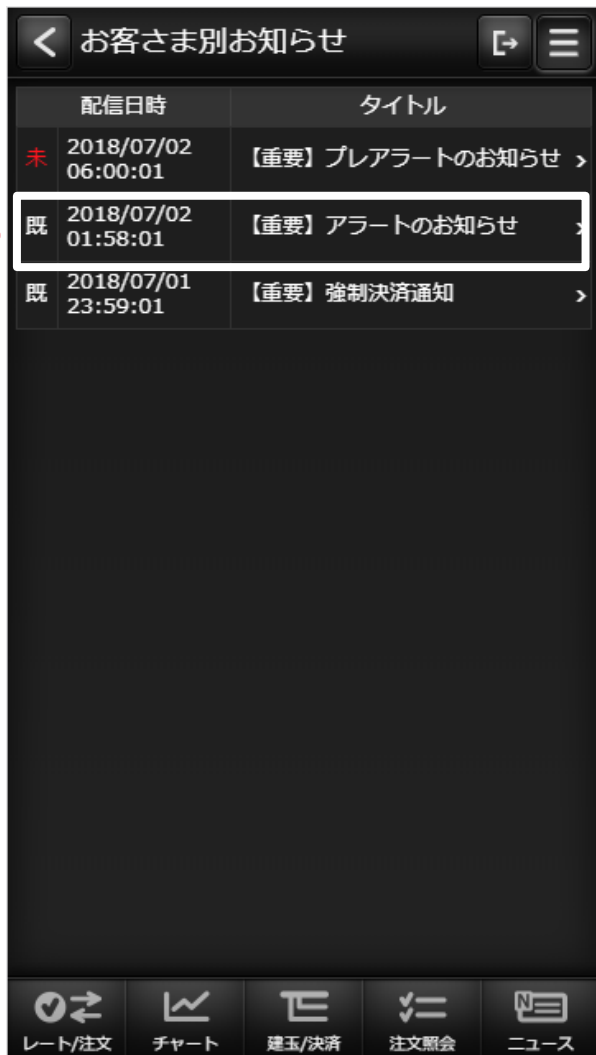 お客さま別お知らせ
配信日時 タイトル
未 2018/07/02 06:00:01 【重要】プレアラートのお知らせ
既 2018/07/02 01:58:01 【重要】アラートのお知らせ
既 2018/07/01 23:59:01 【重要】強制決済通知
レート/注文 チャート 建玉/決済 注文照会 ニュース